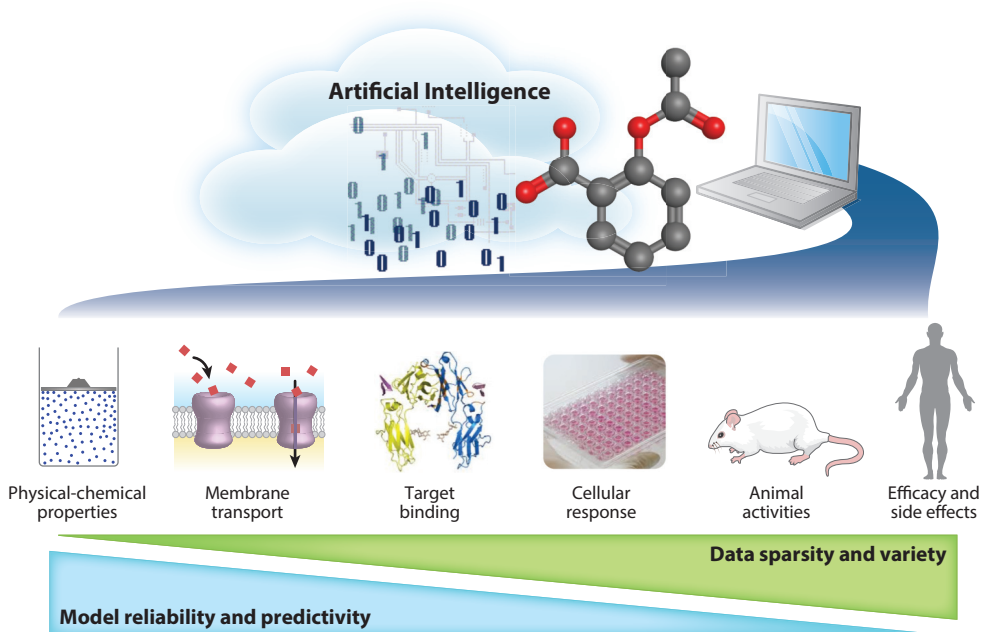 Artificial Intelligence
Physical-chemical
properties
Membrane
transport
Target
binding
Cellular
response
Animal
activities
Efficacy and
side effects
Data sparsity and variety
Model reliability and predictivity